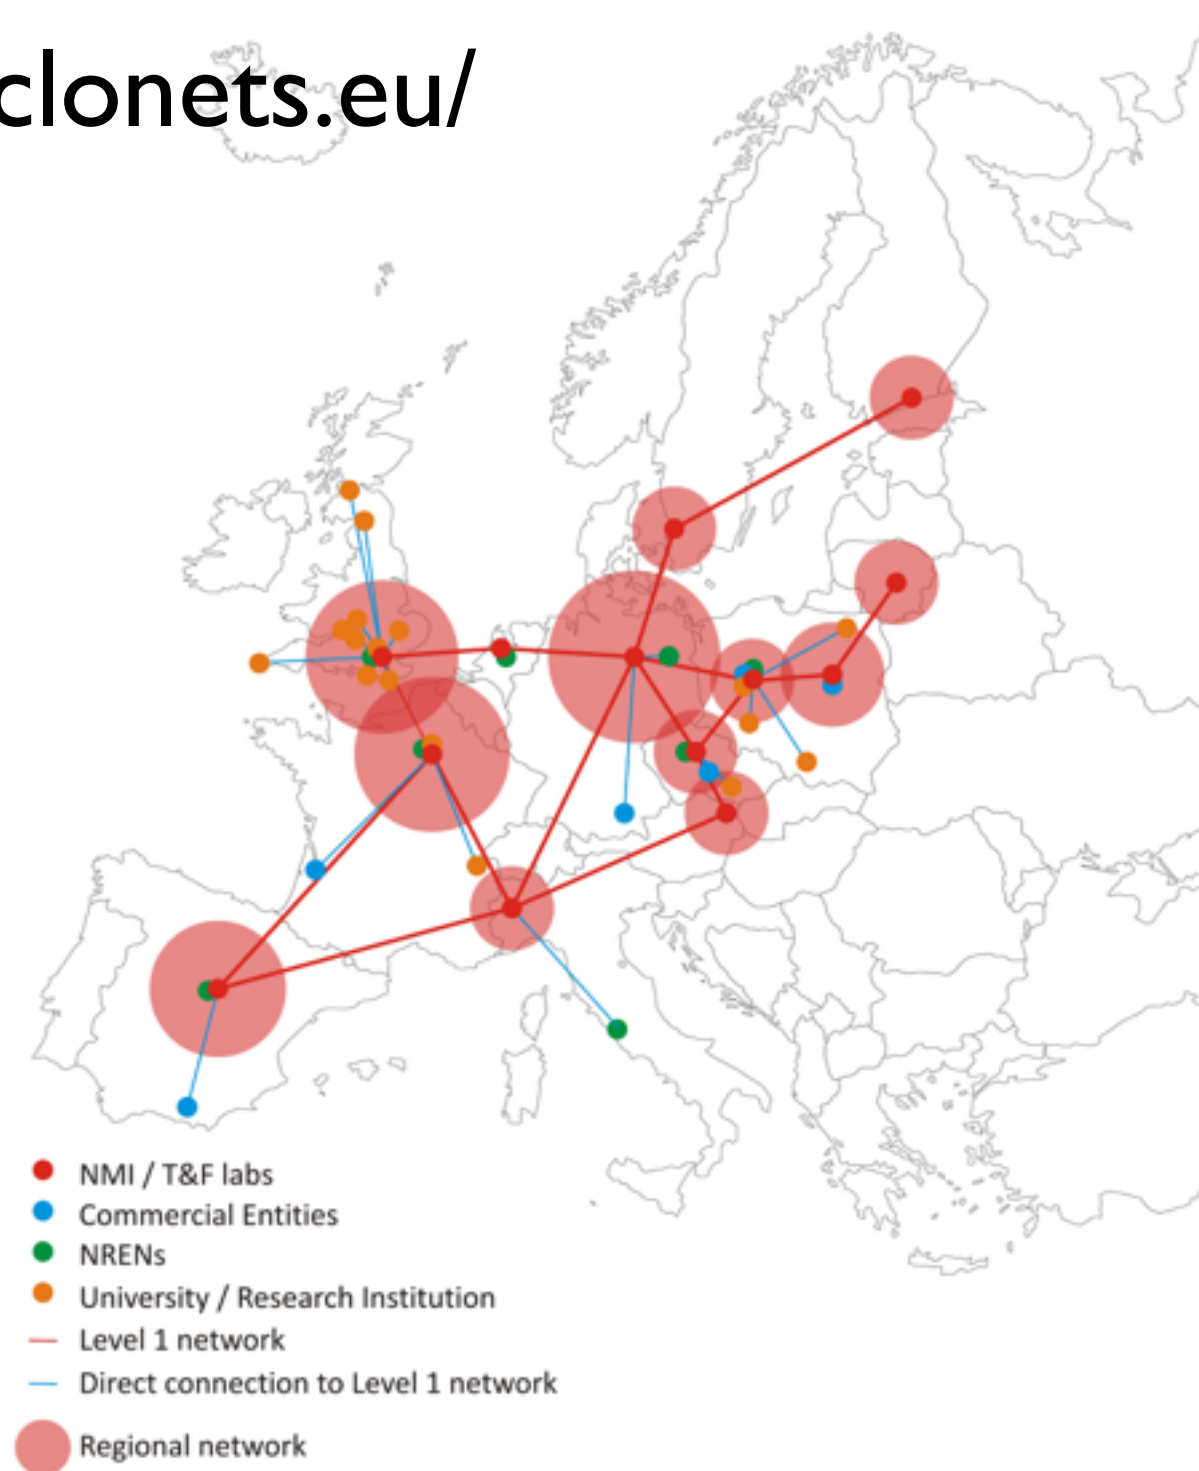 clonets.eu/
NMI / T&F labs
Commercial Entities
NRENs
University / Research Institution
Level 1 network
Direct connection to Level 1 network
Regional network